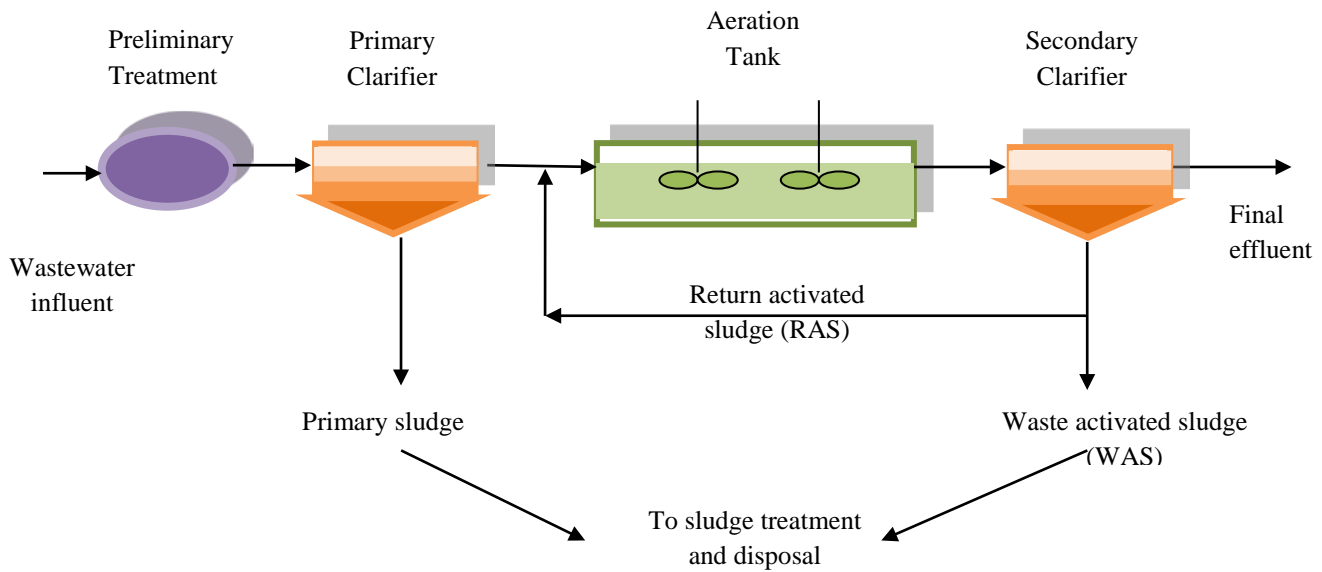 Preliminary
Treatment
Primary
Clarifier
Aeration
Tank
Secondary
Clarifier
Wastewater
influent
Final
effluent
Return activated
sludge (RAS)
Primary sludge
Waste activated sludge
(WAS)
To sludge treatment
and disposal